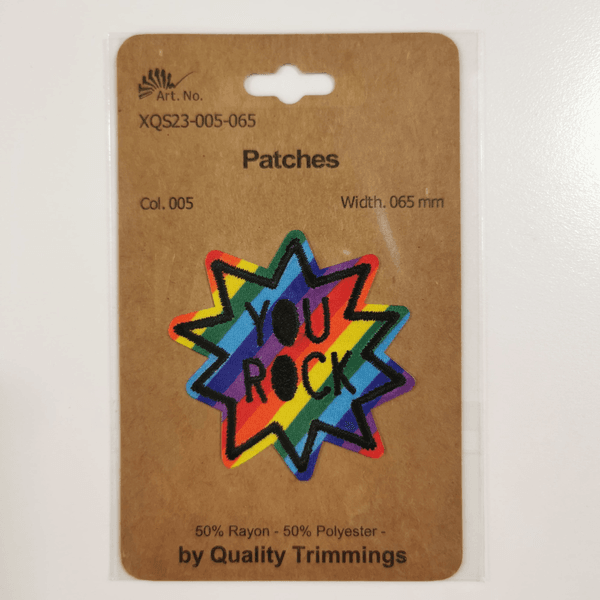 Art. No.
XQS23-005-065
Patches
Col. 005
Width. 065 mm
YOU
ROCK
50% Rayon - 50% Polyester -
by Quality Trimmings